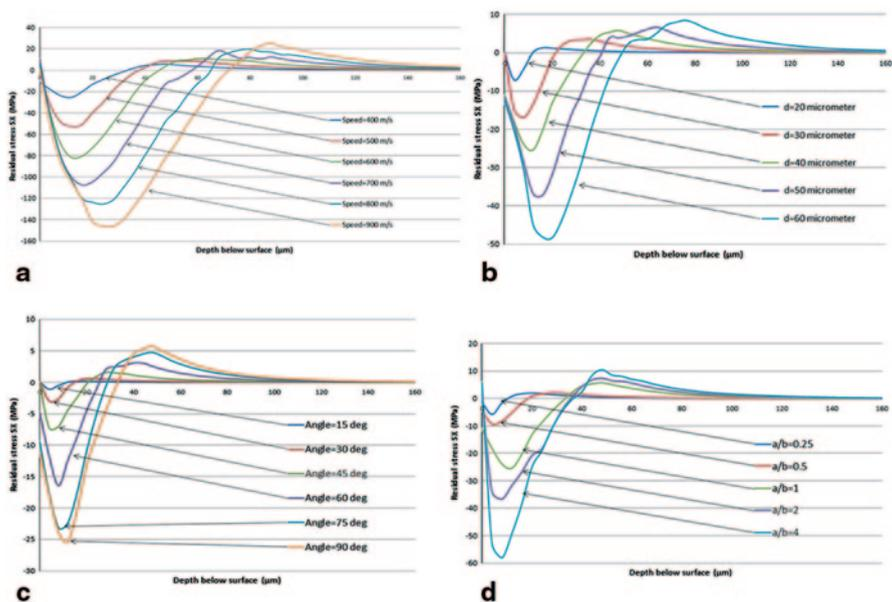 40
20
0
-20
-40
-60
-80
-100
-120
-140
-160
20
60
80
100
120
140
160
Residual stress SX (MPa)
Speed=400 m/s
Speed=500 m/s
Speed=600 m/s
Speed=700 m/s
Speed=800 m/s
Speed=900 m/s
Depth below surface (µm)
a
10
0
-10
-20
-30
-40
-50
20
40
60
80
100
120
140
160
Residual stress SX (MPa)
d=20 micrometer
d=30 micrometer
d=40 micrometer
d=50 micrometer
d=60 micrometer
Depth below surface (µm)
b
10
5
0
-5
-10
-15
-20
-25
-30
20
40
60
80
100
120
140
160
Residual stress SX (MPa)
Angle=15 deg
Angle=30 deg
Angle=45 deg
Angle=60 deg
Angle=75 deg
Angle=90 deg
Depth below surface (µm)
c
20
10
0
-10
-20
-30
-40
-50
-60
20
40
60
80
100
120
140
160
Residual stress SX (MPa)
a/b=0.25
a/b=0.5
a/b=1
a/b=2
a/b=4
Depth below surface (µm)
d